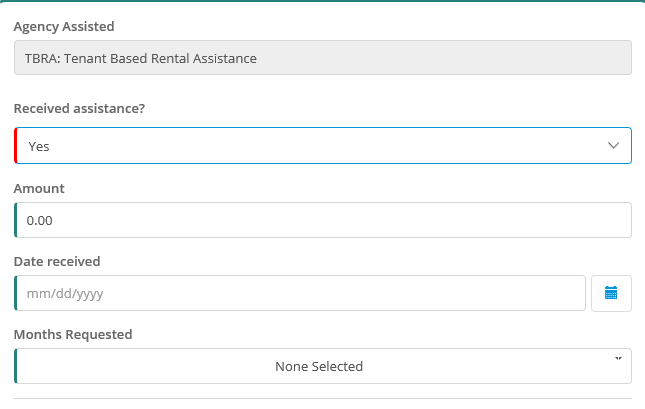 Agency Assisted
TBRA: Tenant Based Rental Assistance
Received assistance?
Yes
Amount
0.00
Date received
mm/dd/yyyy
Months Requested
None Selected